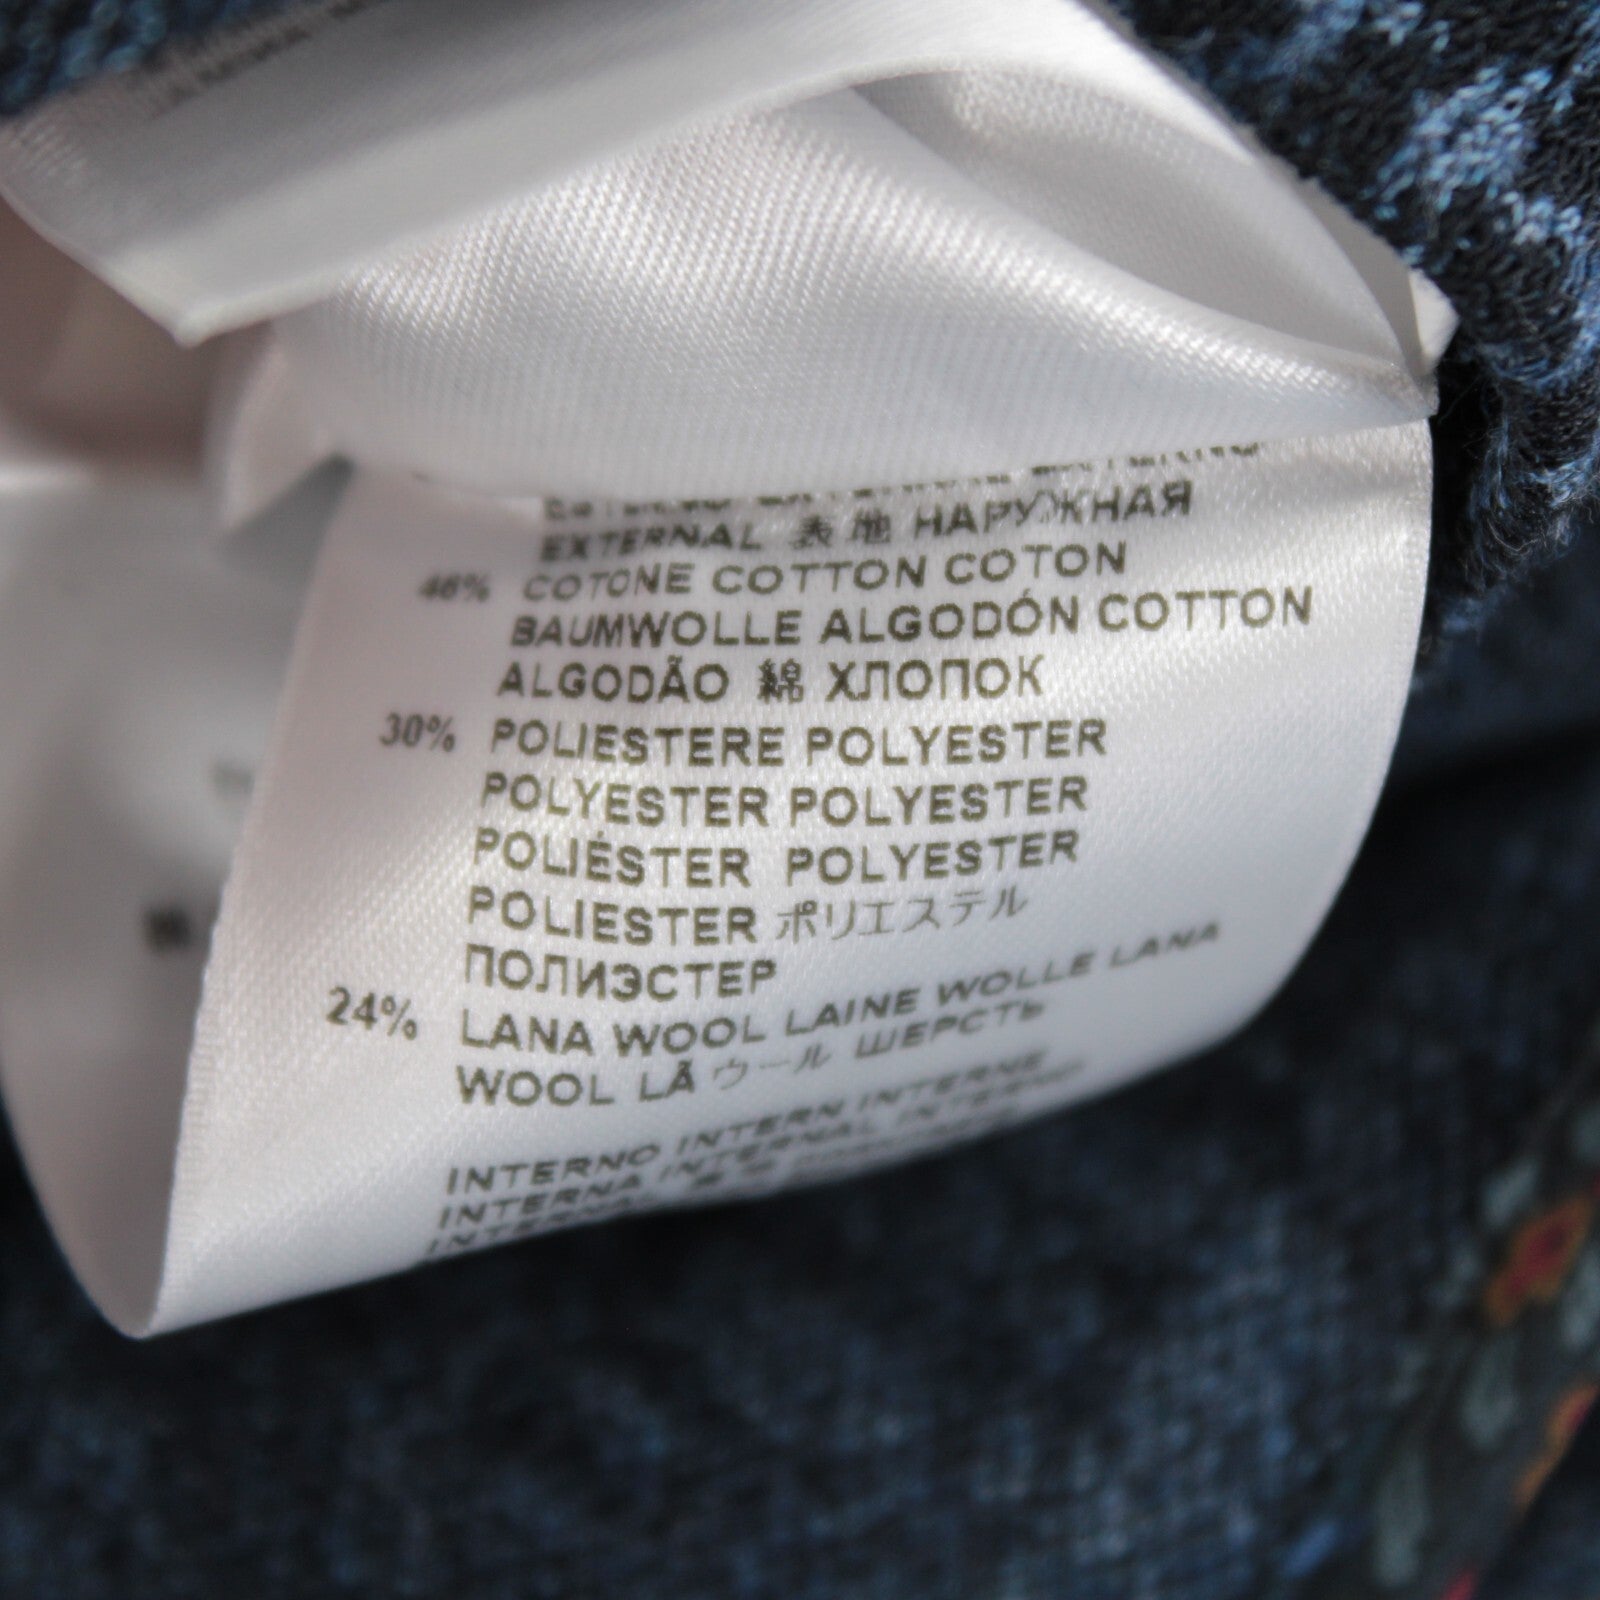 EXTERNAL 表地 НАРУЖНАЯ
46% COTONE COTTON COTON
BAUMWOLLE ALGODÓN COTTON
ALGODÃO 綿 ХЛОПОК
30% POLIESTERE POLYESTER
POLYESTER POLYESTER
POLIÉSTER POLYESTER
POLIESTER ポリエステル
ПОЛИЭСТЕР
24% LANA WOOL LAINE WOLLE LANA
WOOL LÃ ウール ШЕРСТЬ
INTERNO INTERN INTERNE
INTERNA INTERNAL INTERNO
INTERNAL